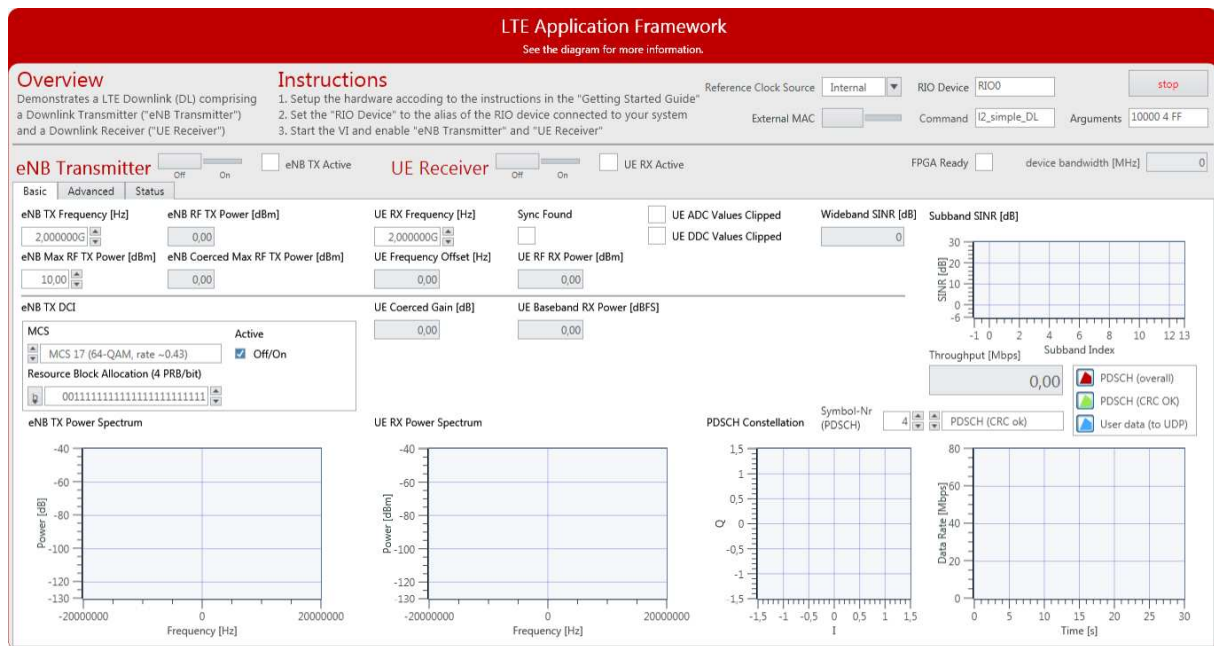 LTE Application Framework
See the diagram for more information.
Overview
Demonstrates a LTE Downlink (DL) comprising
a Downlink Transmitter ("eNB Transmitter")
and a Downlink Receiver ("UE Receiver")
Instructions
1. Setup the hardware accoding to the instructions in the "Getting Started Guide"
2. Set the "RIO Device" to the alias of the RIO device connected to your system
3. Start the VI and enable "eNB Transmitter" and "UE Receiver"
Reference Clock Source Internal RIO Device RIO0 stop
External MAC Command l2_simple_DL Arguments 10000 4 FF
eNB Transmitter Off On eNB TX Active UE Receiver Off On UE RX Active FPGA Ready device bandwidth [MHz] 0
Basic Advanced Status
eNB TX Frequency [Hz] eNB RF TX Power [dBm] UE RX Frequency [Hz] Sync Found UE ADC Values Clipped Wideband SINR [dB] Subband SINR [dB]
2,000000G 0,00 2,000000G UE DDC Values Clipped 0
eNB Max RF TX Power [dBm] eNB Coerced Max RF TX Power [dBm] UE Frequency Offset [Hz] UE RF RX Power [dBm]
10,00 0,00 0,00 0,00
eNB TX DCI UE Coerced Gain [dB] UE Baseband RX Power [dBFS]
0,00 0,00
MCS Active
MCS 17 (64-QAM, rate ~0.43) Off/On
Resource Block Allocation (4 PRB/bit)
b 0011111111111111111111111
SINR [dB]
30
20
10
0
-6
-1 0 2 4 6 8 10 12 13
Subband Index
Throughput [Mbps]
0,00
PDSCH (overall)
PDSCH (CRC OK)
User data (to UDP)
eNB TX Power Spectrum
Power [dB]
-40
-60
-80
-100
-120
-130
-20000000 0 20000000
Frequency [Hz]
UE RX Power Spectrum
Power [dBm]
-40
-60
-80
-100
-120
-130
-20000000 0 20000000
Frequency [Hz]
PDSCH Constellation
Symbol-Nr
(PDSCH) 4 PDSCH (CRC ok)
Q
1,5
1
0,5
0
-0,5
-1
-1,5
-1,5 -1 -0,5 0 0,5 1 1,5
I
Data Rate [Mbps]
80
60
40
20
0
0 5 10 15 20 25 30
Time [s]